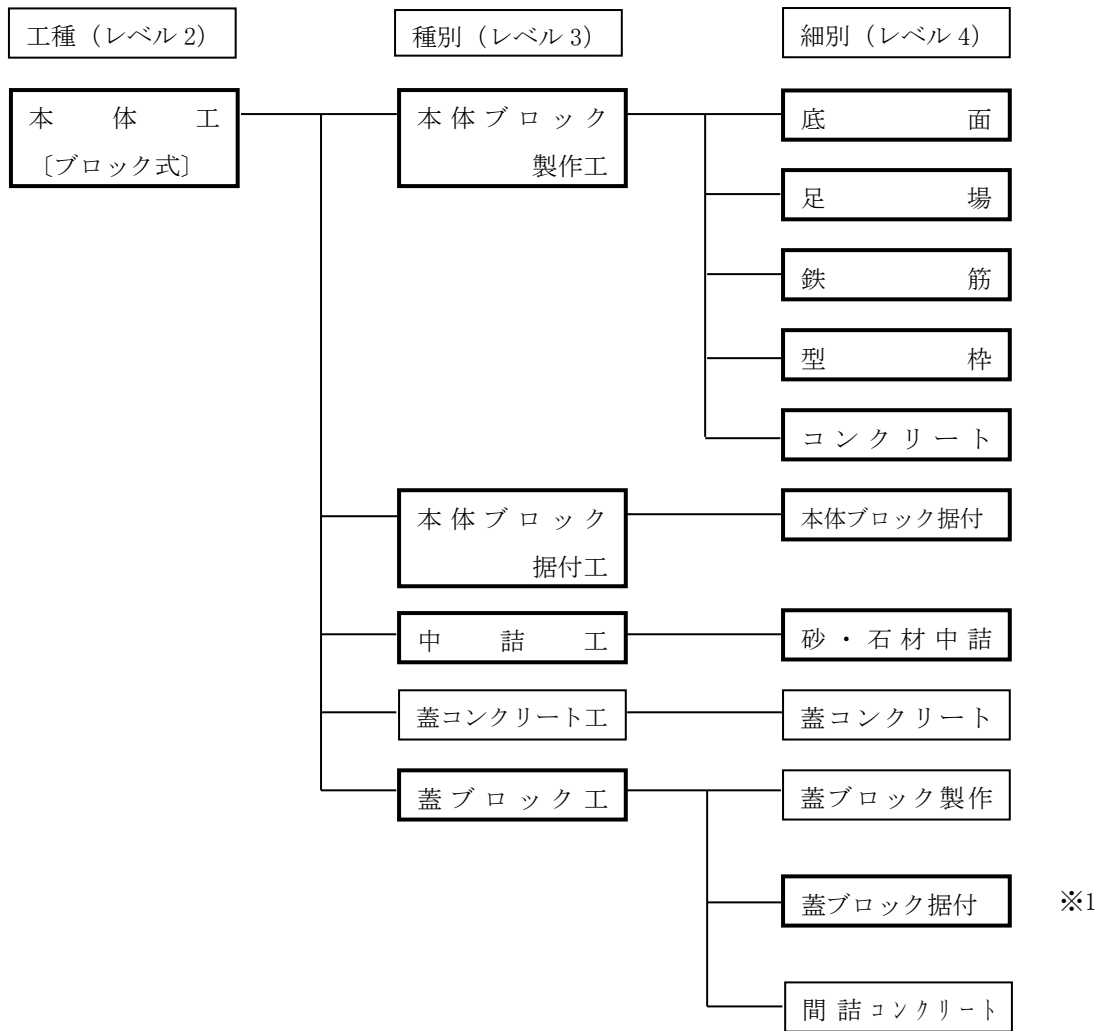 工種（レベル 2）
種別（レベル 3）
細別（レベル 4）
本体工
〔ブロック式〕
本体ブロック
製作工
底面
足場
鉄筋
型枠
コンクリート
本体ブロック
据付工
本体ブロック据付
中詰工
砂・石材中詰
蓋コンクリート工
蓋コンクリート
蓋ブロック工
蓋ブロック製作
蓋ブロック据付
※1
間詰コンクリート